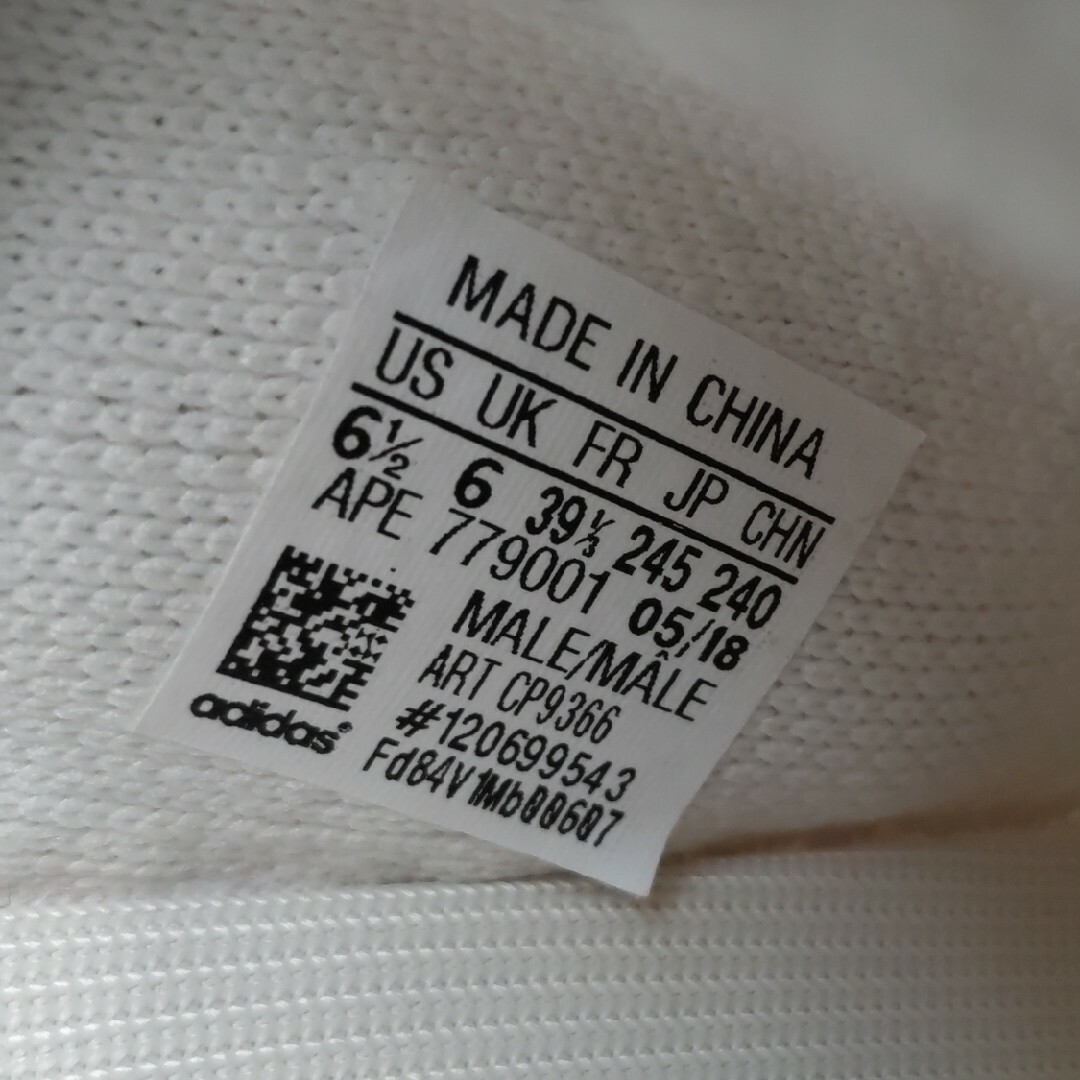 MADE IN CHINA
US UK FR JP CHN
6½ 6 39⅓ 245 240
APE 779001 05/18
MALE/MÂLE
ART CP9366
#120699543
Fd84V1Mb00607
adidas®